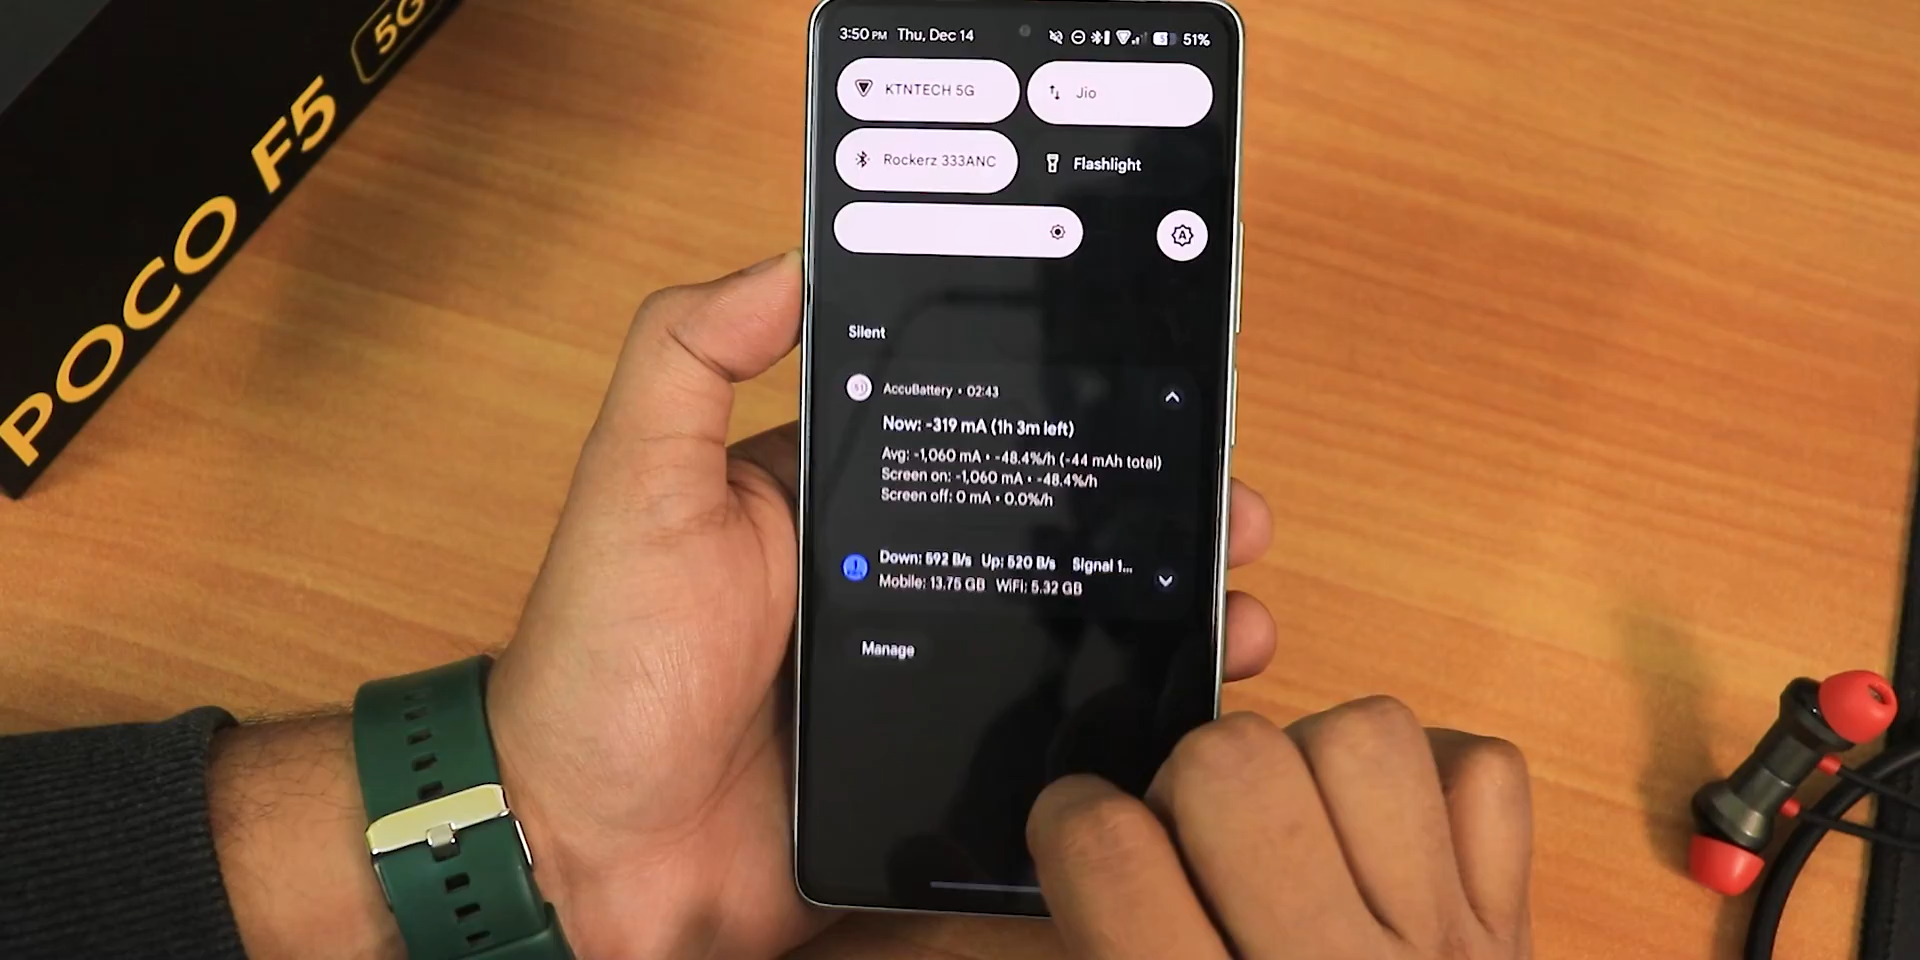 POCO F5 5G
3:50 PM Thu, Dec 14
51%
KTNTECH 5G
Jio
Rockerz 333ANC
Flashlight
Silent
AccuBattery • 02:43
Now: -319 mA (1h 3m left)
Avg: -1,060 mA • -48.4%/h (-44 mAh total)
Screen on: -1,060 mA • -48.4%/h
Screen off: 0 mA • 0.0%/h
Down: 592 B/s Up: 520 B/s Signal 1...
Mobile: 13.75 GB WiFi: 5.32 GB
Manage